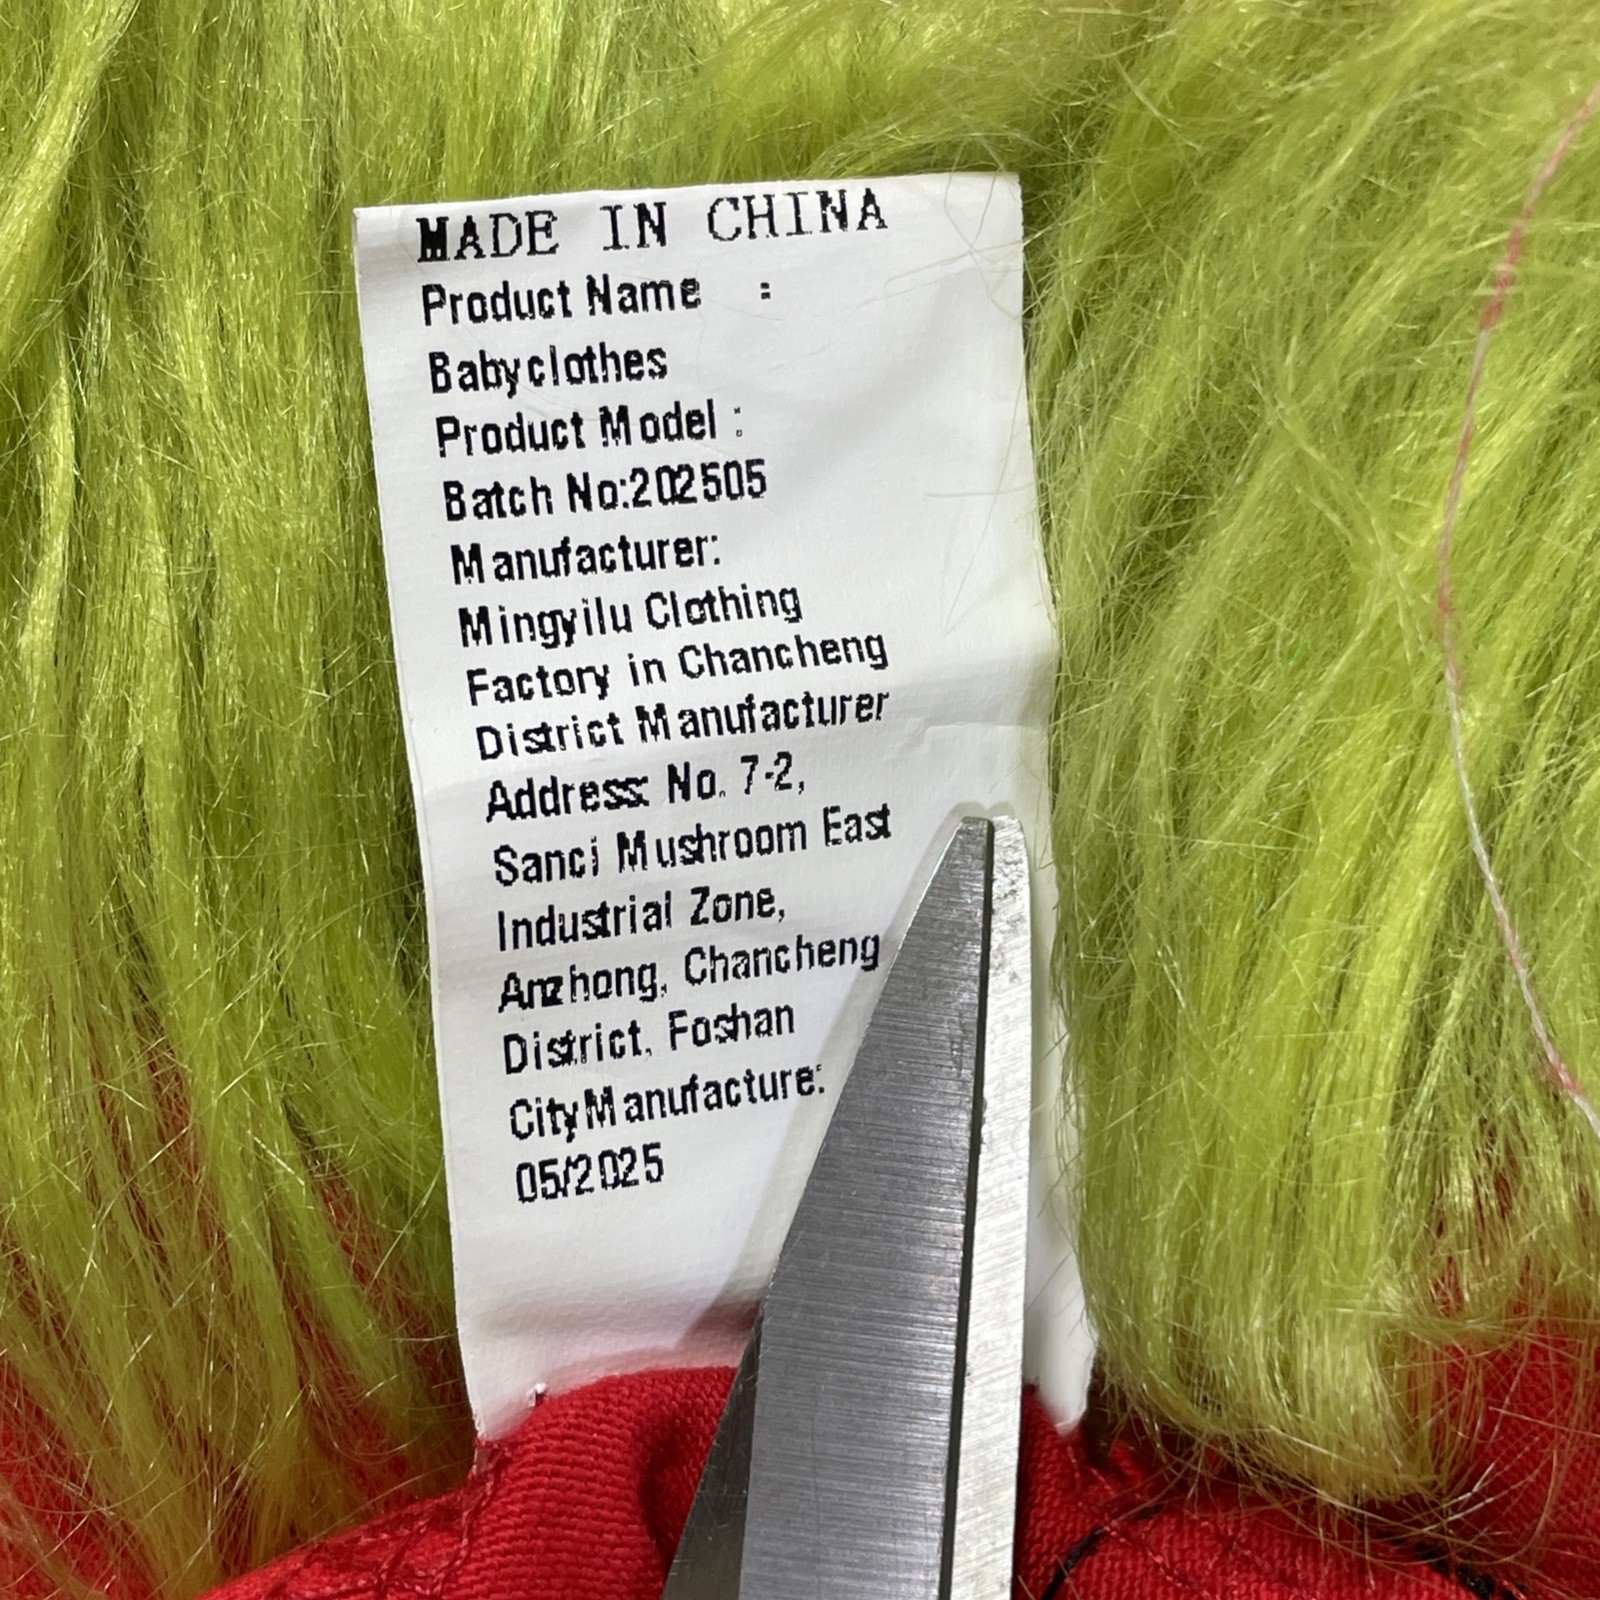 MADE IN CHINA
Product Name :
Babyclothes
Product Model :
Batch No:202505
Manufacturer:
Mingyilu Clothing
Factory in Chancheng
District Manufacturer
Address: No. 7-2,
Sanci Mushroom East
Industrial Zone,
Anzhong, Chancheng
District, Foshan
CityManufacture:
05/2025